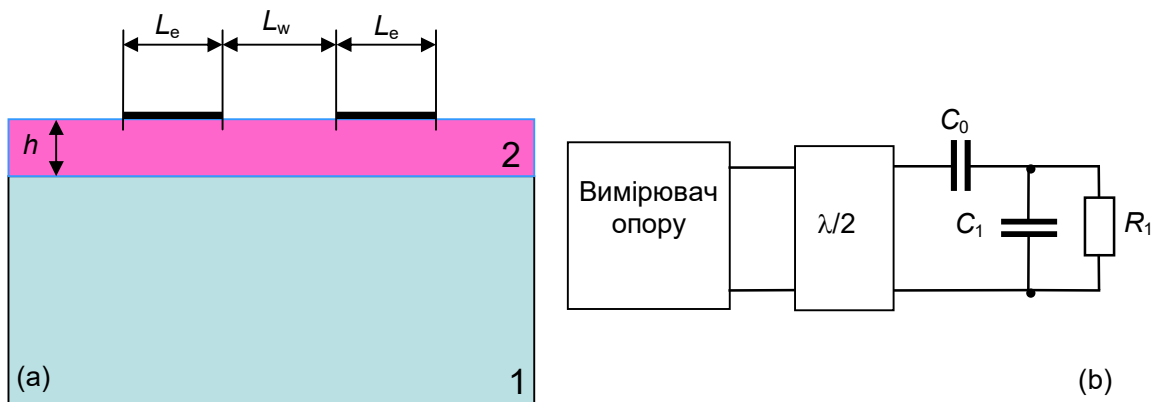 Le Lw Le
h
2
(a)
1
Вимірювач
опору
λ/2
C0
C1
R1
(b)